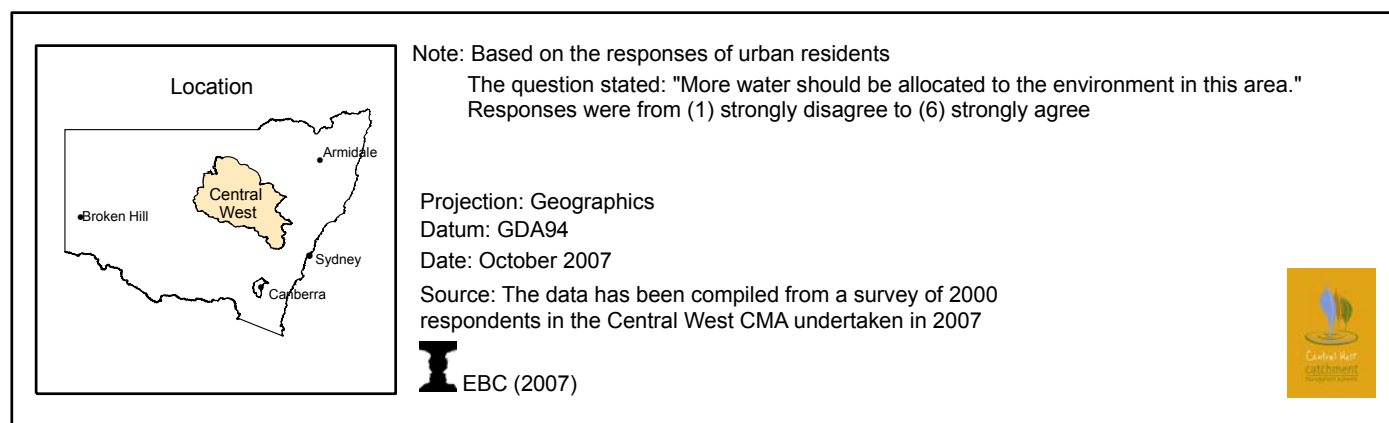 Location
Armidale
Central
West
Broken Hill
Sydney
Canberra
Note: Based on the responses of urban residents
The question stated: "More water should be allocated to the environment in this area."
Responses were from (1) strongly disagree to (6) strongly agree
Projection: Geographics
Datum: GDA94
Date: October 2007
Source: The data has been compiled from a survey of 2000
respondents in the Central West CMA undertaken in 2007
EBC (2007)
Central West
catchment
management authority